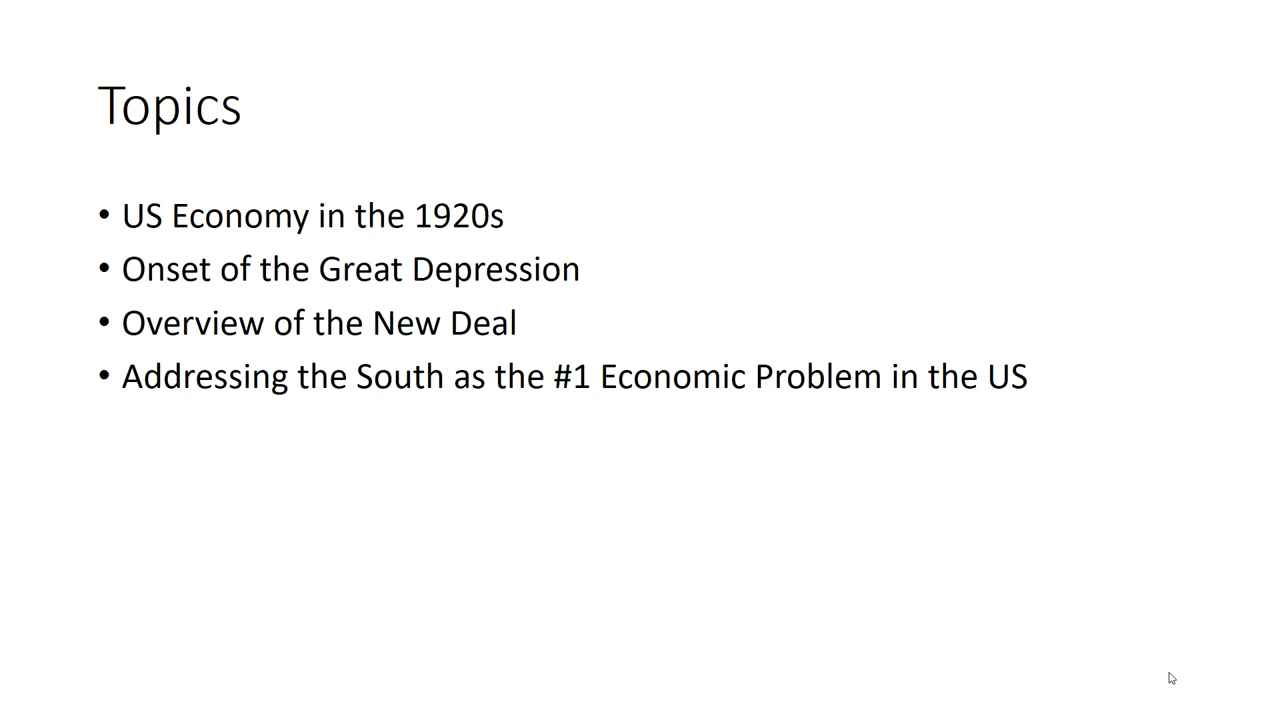 Topics
• US Economy in the 1920s
• Onset of the Great Depression
• Overview of the New Deal
• Addressing the South as the #1 Economic Problem in the US